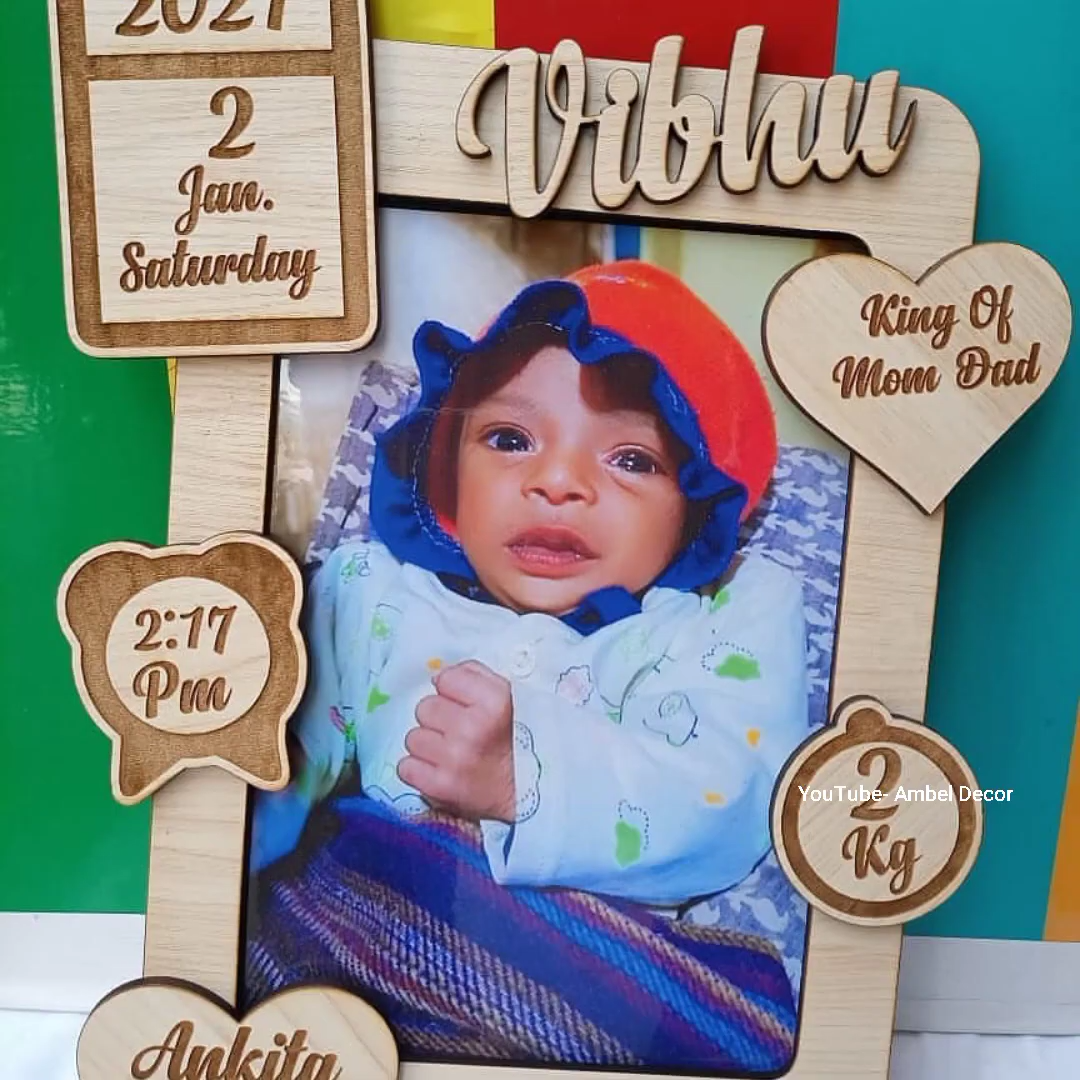 2021
2
Jan.
Saturday
Vibhu
King Of
Mom Dad
2:17
Pm
2
YouTube- Ambel Decor
Kg
Ankita